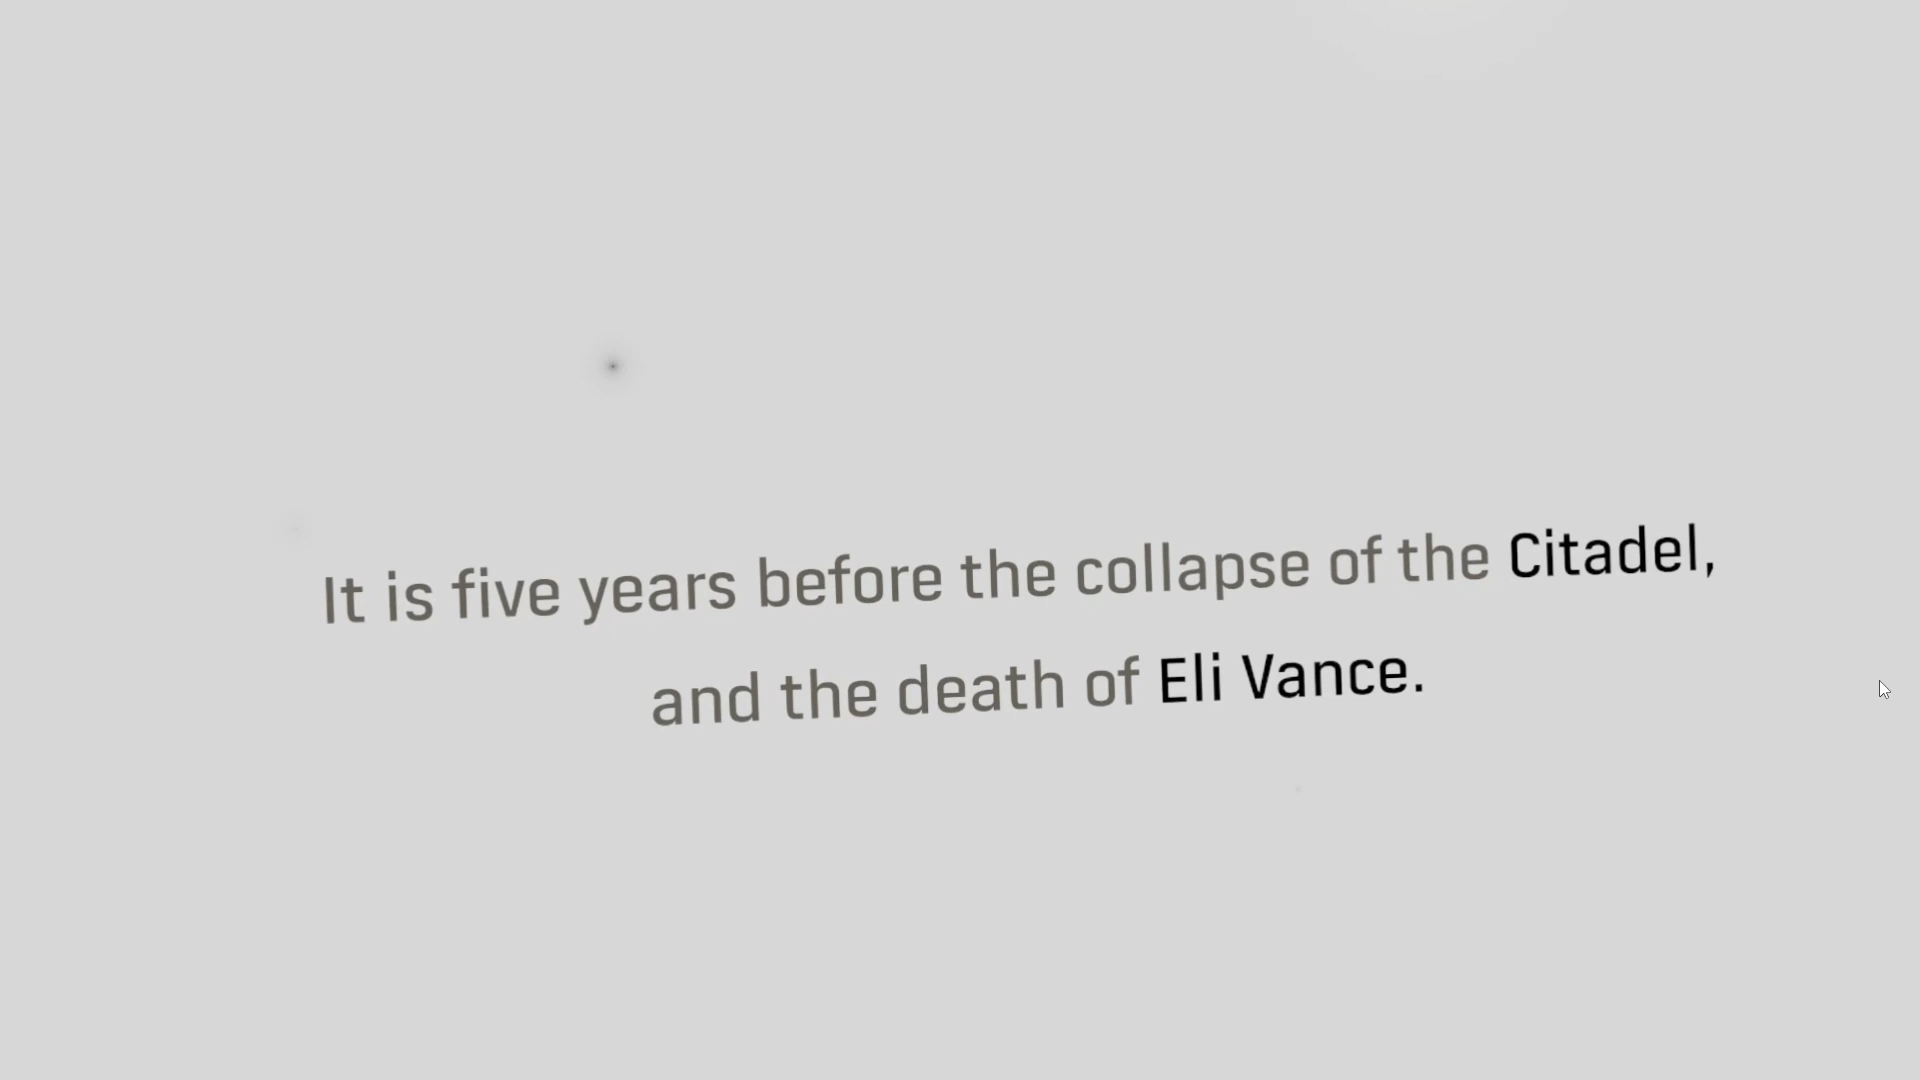 It is five years before the collapse of the Citadel,
and the death of Eli Vance.